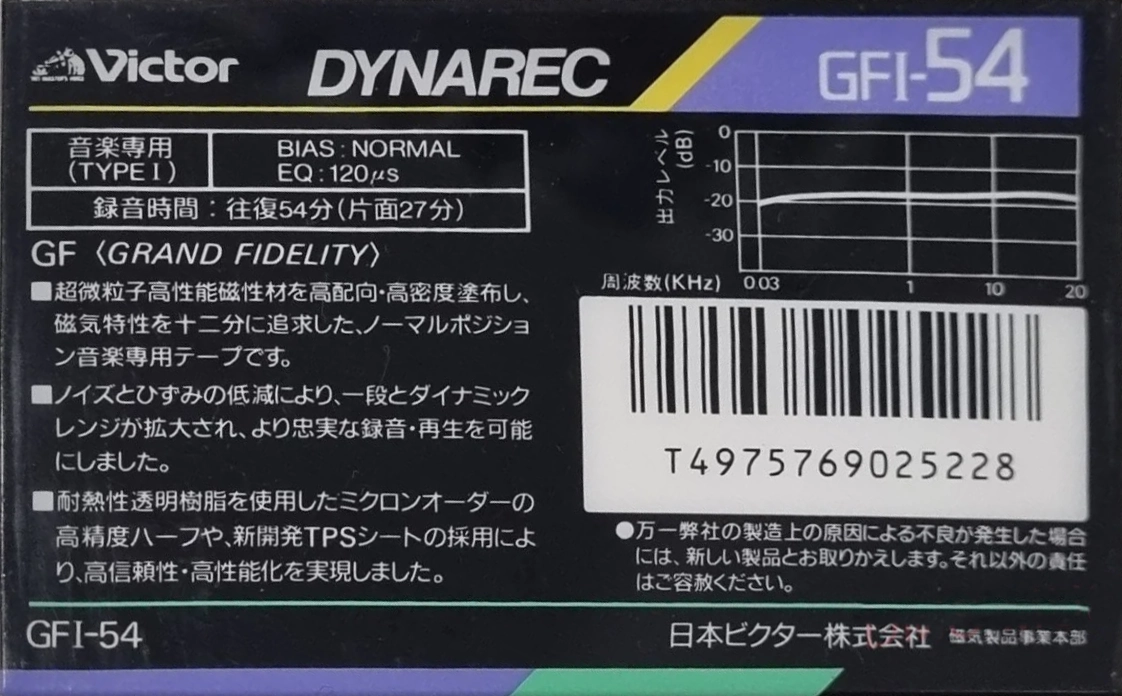 Victor DYNAREC GFI-54
音楽専用
(TYPE I)
BIAS:NORMAL
EQ:120μs
録音時間:往復54分(片面27分)
GF〈GRAND FIDELITY〉
■超微粒子高性能磁性材を高配向・高密度塗布し、
磁気特性を十二分に追求した、ノーマルポジショ
ン音楽専用テープです。
■ノイズとひずみの低減により、一段とダイナミック
レンジが拡大され、より忠実な録音・再生を可能
にしました。
■耐熱性透明樹脂を使用したミクロンオーダーの
高精度ハーフや、新開発TPSシートの採用によ
り、高信頼性・高性能化を実現しました。
出力レベル
(dB)
0
-10
-20
-30
周波数(KHz) 0.03 1 10 20
T4975769025228
●万一弊社の製造上の原因による不良が発生した場合
には、新しい製品とお取りかえします。それ以外の責任
はご容赦ください。
GFI-54
日本ビクター株式会社 磁気製品事業本部